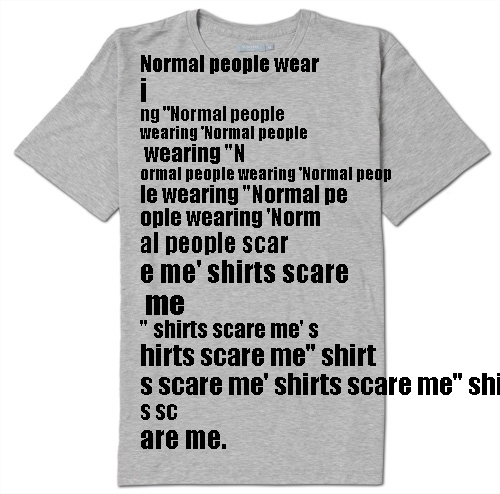 Normal people wear
i
ng "Normal people
wearing 'Normal people
wearing "N
ormal people wearing 'Normal peop
le wearing "Normal pe
ople wearing 'Norm
al people scar
e me' shirts scare
me
" shirts scare me' s
hirts scare me" shirt
s scare me' shirts scare me" shi
s sc
are me.